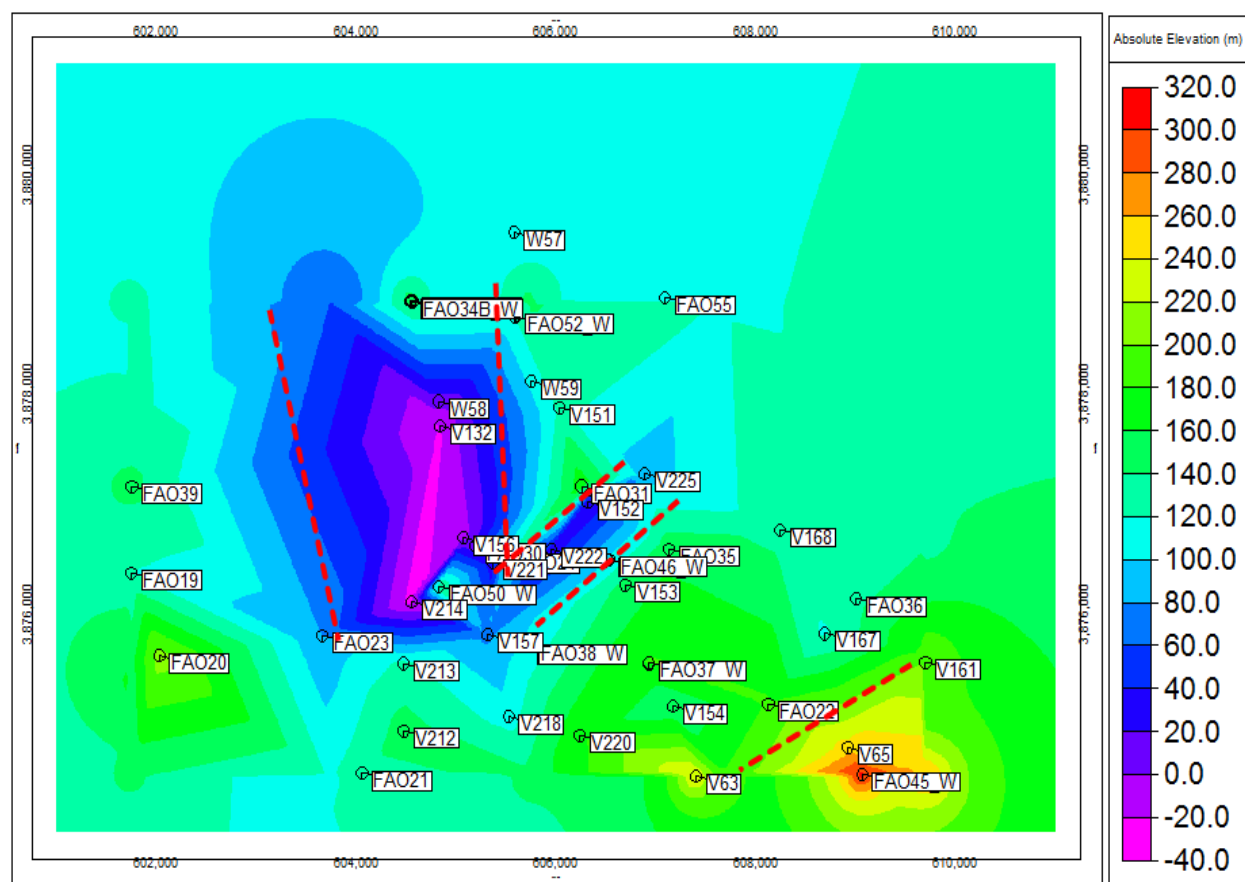 602,000 604,000 606,000 608,000 610,000
Absolute Elevation (m)
320.0
300.0
280.0
260.0
240.0
220.0
200.0
180.0
160.0
140.0
120.0
100.0
80.0
60.0
40.0
20.0
0.0
-20.0
-40.0
3,880,000
3,880,000
W57
FAO34B_W
FAO55
FAO52_W
3,878,000
3,878,000
W59
W58
V151
V132
f
f
V225
FAO39
FAO31
V152
V168
V156
V222
FAO35
V221
FAO46_W
FAO19
FAO50_W
V153
3,876,000
3,876,000
V214
FAO36
FAO23
V157
V167
FAO38_W
FAO20
V213
FAO37_W
V161
V154
FAO22
V212
V218
V220
V65
FAO21
V63
FAO45_W
602,000 604,000 606,000 608,000 610,000